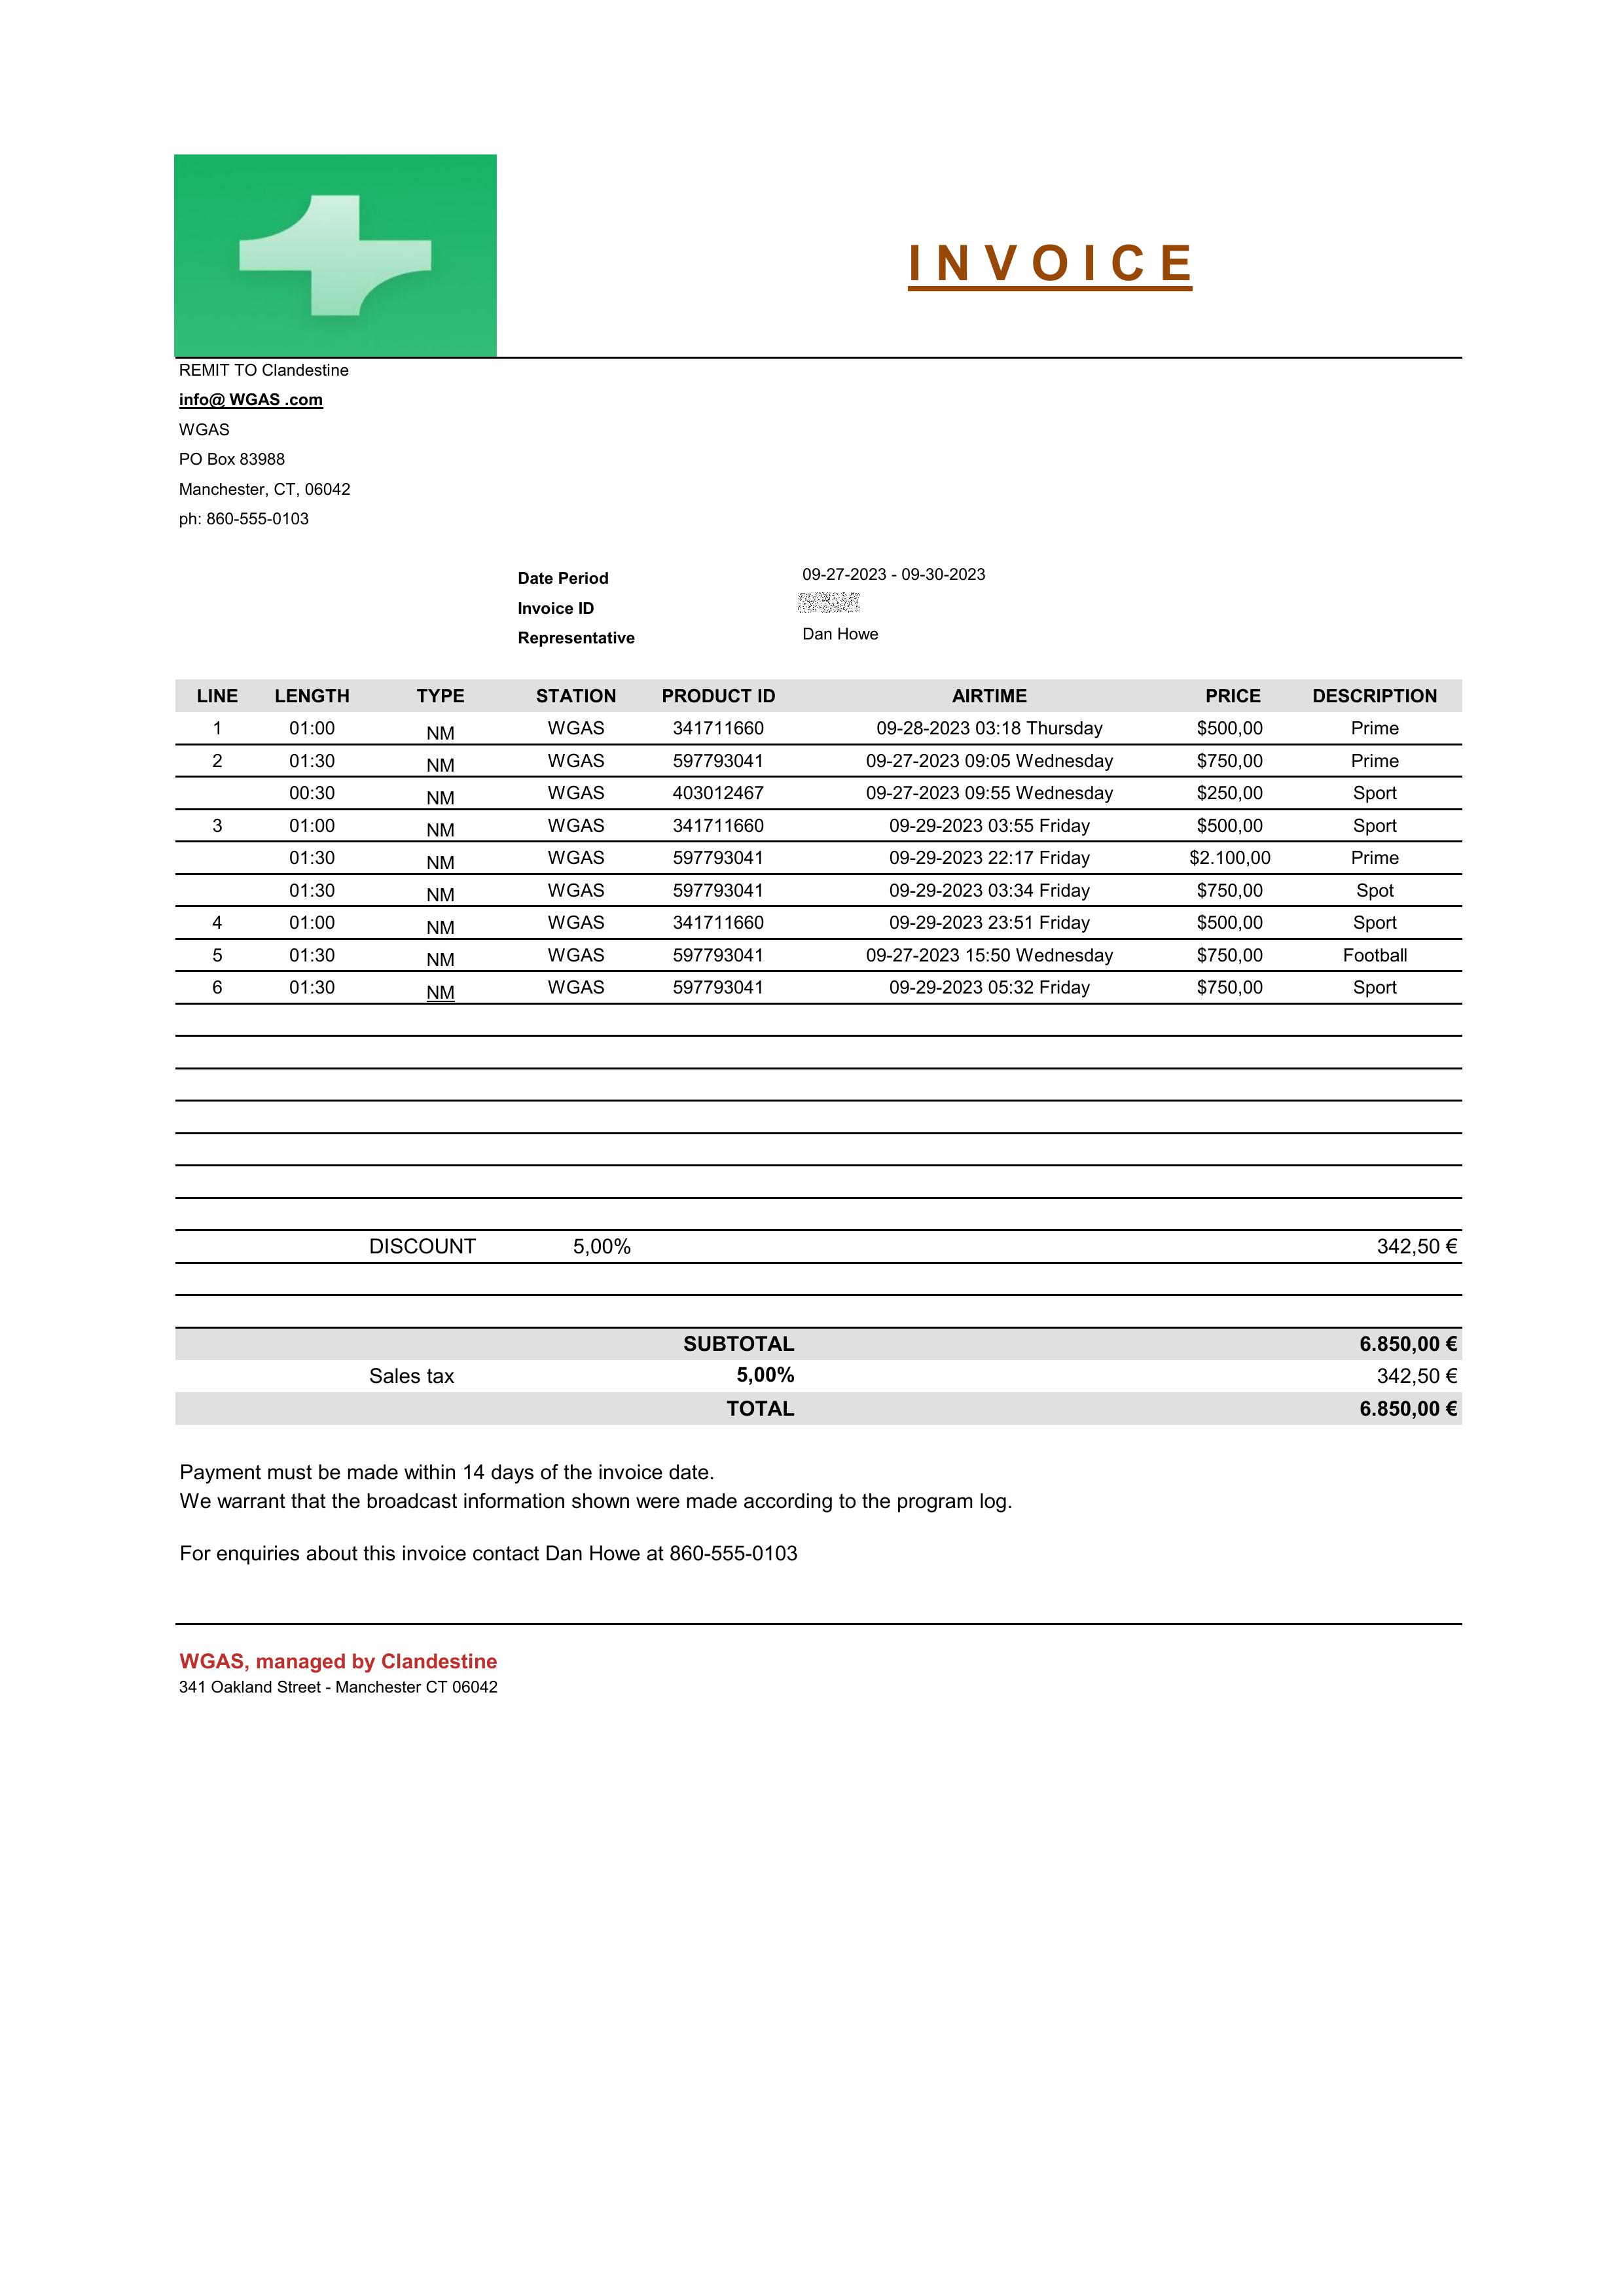 I N V O I C E
REMIT TO Clandestine
info@ WGAS .com
WGAS
PO Box 83988
Manchester, CT, 06042
ph: 860-555-0103
Date Period 09-27-2023 - 09-30-2023
Invoice ID
Representative Dan Howe
LINE LENGTH TYPE STATION PRODUCT ID AIRTIME PRICE DESCRIPTION
1 01:00 NM WGAS 341711660 09-28-2023 03:18 Thursday $500,00 Prime
2 01:30 NM WGAS 597793041 09-27-2023 09:05 Wednesday $750,00 Prime
00:30 NM WGAS 403012467 09-27-2023 09:55 Wednesday $250,00 Sport
3 01:00 NM WGAS 341711660 09-29-2023 03:55 Friday $500,00 Sport
01:30 NM WGAS 597793041 09-29-2023 22:17 Friday $2.100,00 Prime
01:30 NM WGAS 597793041 09-29-2023 03:34 Friday $750,00 Spot
4 01:00 NM WGAS 341711660 09-29-2023 23:51 Friday $500,00 Sport
5 01:30 NM WGAS 597793041 09-27-2023 15:50 Wednesday $750,00 Football
6 01:30 NM WGAS 597793041 09-29-2023 05:32 Friday $750,00 Sport
DISCOUNT 5,00% 342,50 €
SUBTOTAL 6.850,00 €
Sales tax 5,00% 342,50 €
TOTAL 6.850,00 €
Payment must be made within 14 days of the invoice date.
We warrant that the broadcast information shown were made according to the program log.
For enquiries about this invoice contact Dan Howe at 860-555-0103
WGAS, managed by Clandestine
341 Oakland Street - Manchester CT 06042